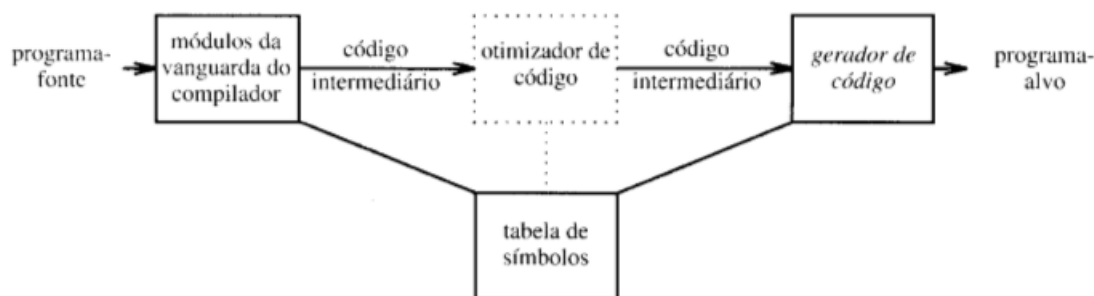 programa-
fonte
módulos da
vanguarda do
compilador
código
intermediário
otimizador de
código
código
intermediário
gerador de
código
programa-
alvo
tabela de
símbolos